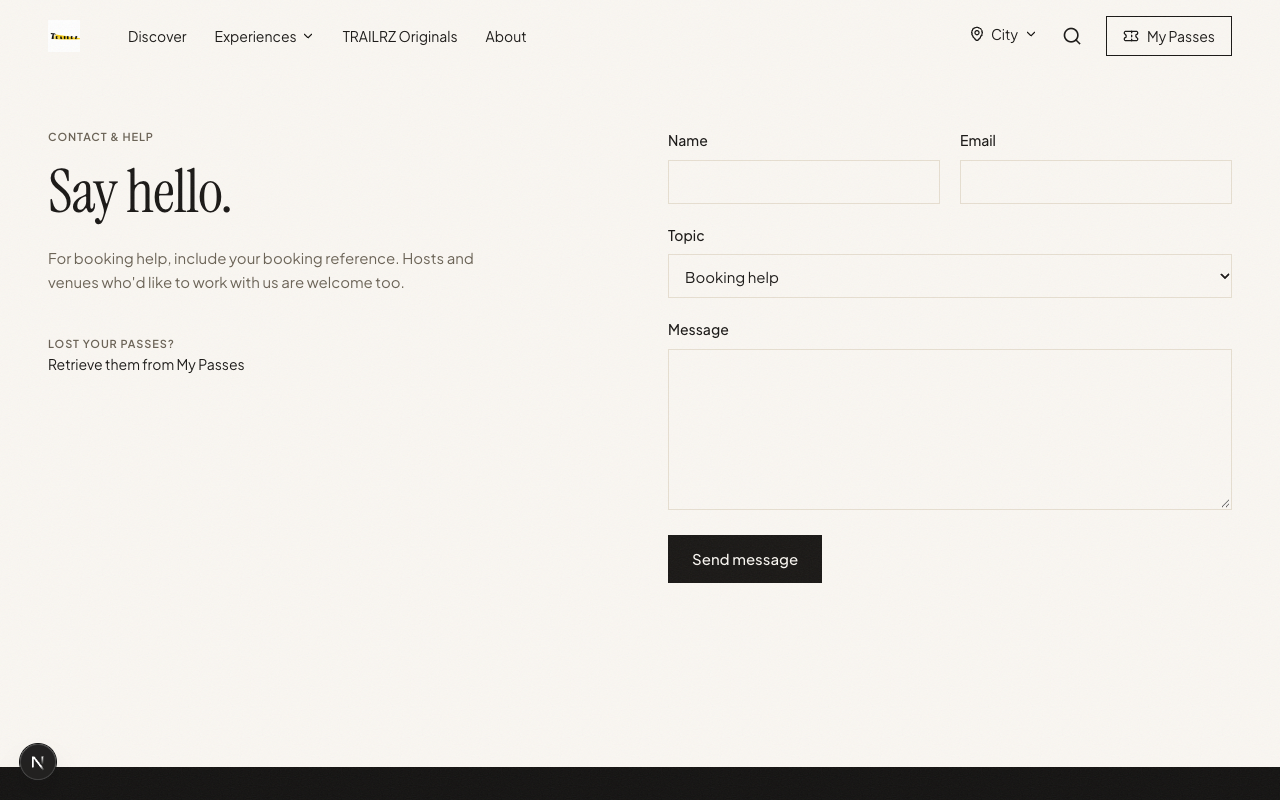 Discover
Experiences
TRAILRZ Originals
About
City
My Passes
CONTACT & HELP
Say hello.
For booking help, include your booking reference. Hosts and
venues who'd like to work with us are welcome too.
LOST YOUR PASSES?
Retrieve them from My Passes
Name
Email
Topic
Booking help
Message
Send message
N